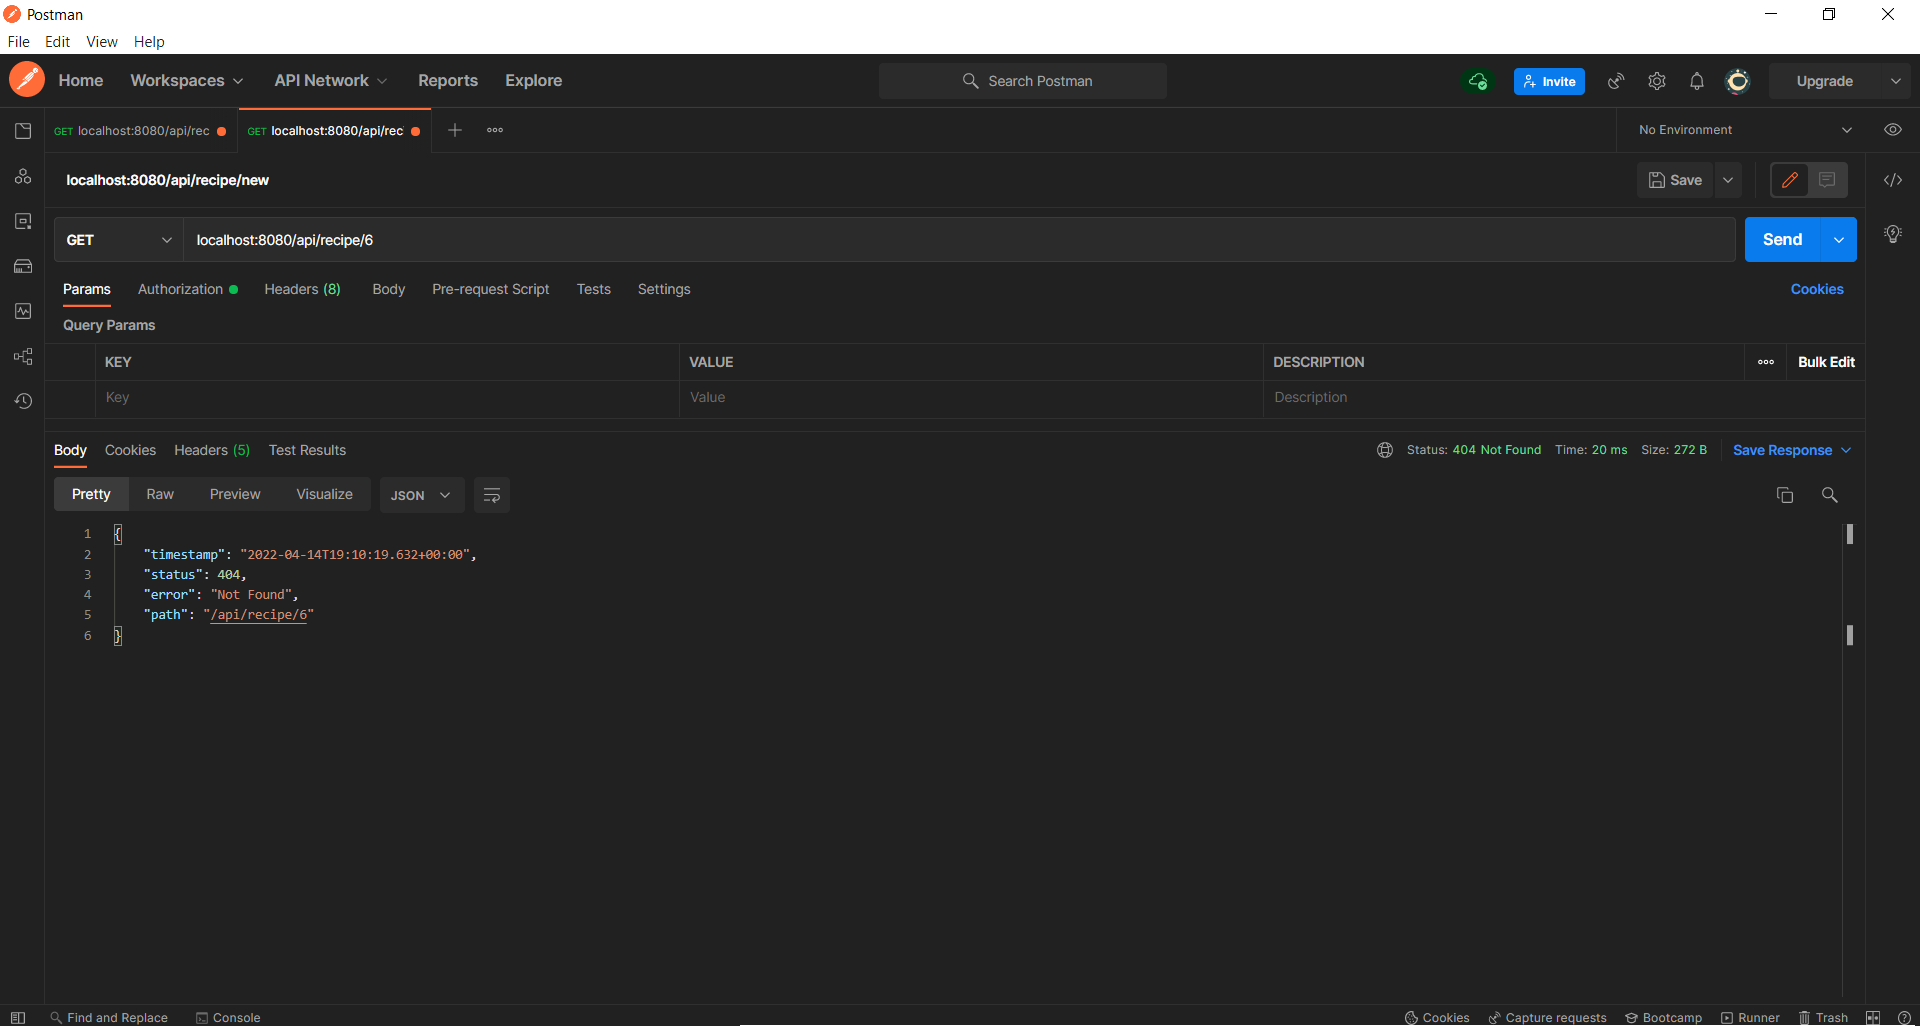 Postman
File Edit View Help
Home Workspaces API Network Reports Explore Search Postman Invite Upgrade
GET localhost:8080/api/rec GET localhost:8080/api/rec No Environment
localhost:8080/api/recipe/new Save
GET localhost:8080/api/recipe/6 Send
Params Authorization Headers (8) Body Pre-request Script Tests Settings Cookies
Query Params
KEY VALUE DESCRIPTION Bulk Edit
Key Value Description
Body Cookies Headers (5) Test Results Status: 404 Not Found Time: 20 ms Size: 272 B Save Response
Pretty Raw Preview Visualize JSON
1 {
2 "timestamp": "2022-04-14T19:10:19.632+00:00",
3 "status": 404,
4 "error": "Not Found",
5 "path": "/api/recipe/6"
6 }
Find and Replace Console Cookies Capture requests Bootcamp Runner Trash